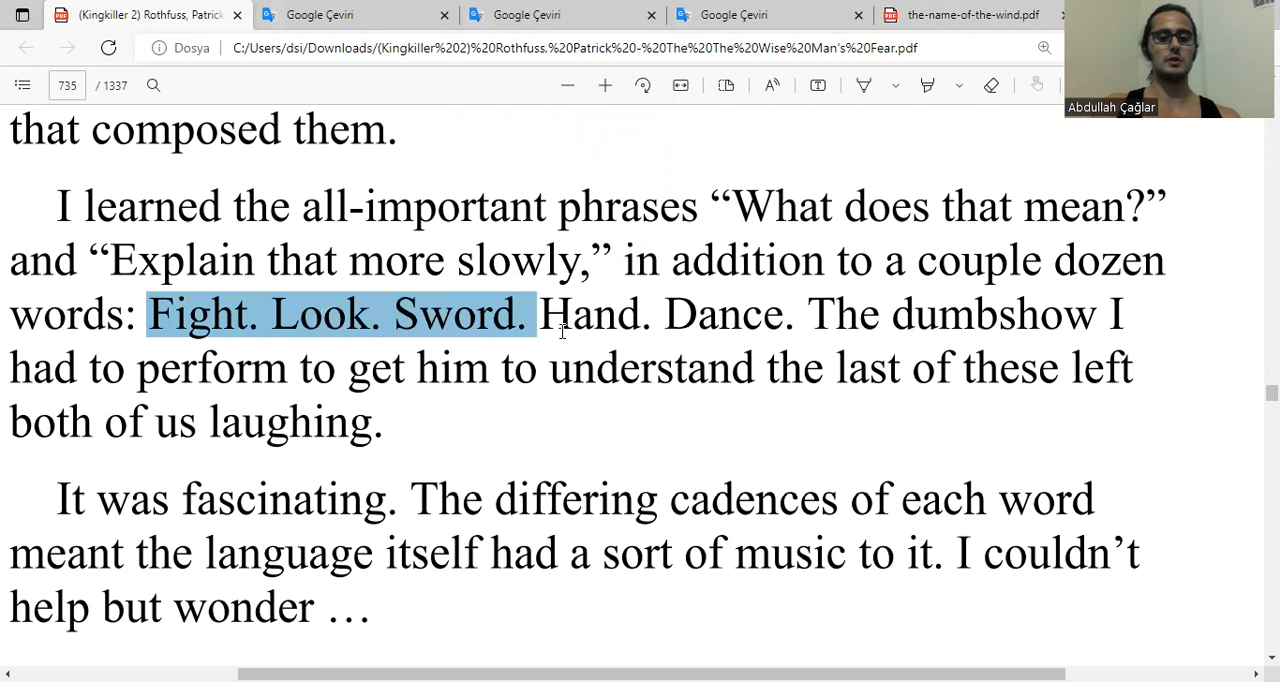 (Kingkiller 2) Rothfuss, Patrick
Google Çeviri
Google Çeviri
Google Çeviri
the-name-of-the-wind.pdf
Dosya
C:/Users/dsi/Downloads/(Kingkiller%202)%20Rothfuss,%20Patrick%20-%20The%20The%20Wise%20Man's%20Fear.pdf
735 / 1337
Abdullah Çağlar
that composed them.
I learned the all-important phrases “What does that mean?”
and “Explain that more slowly,” in addition to a couple dozen
words: Fight. Look. Sword. Hand. Dance. The dumbshow I
had to perform to get him to understand the last of these left
both of us laughing.
It was fascinating. The differing cadences of each word
meant the language itself had a sort of music to it. I couldn’t
help but wonder …